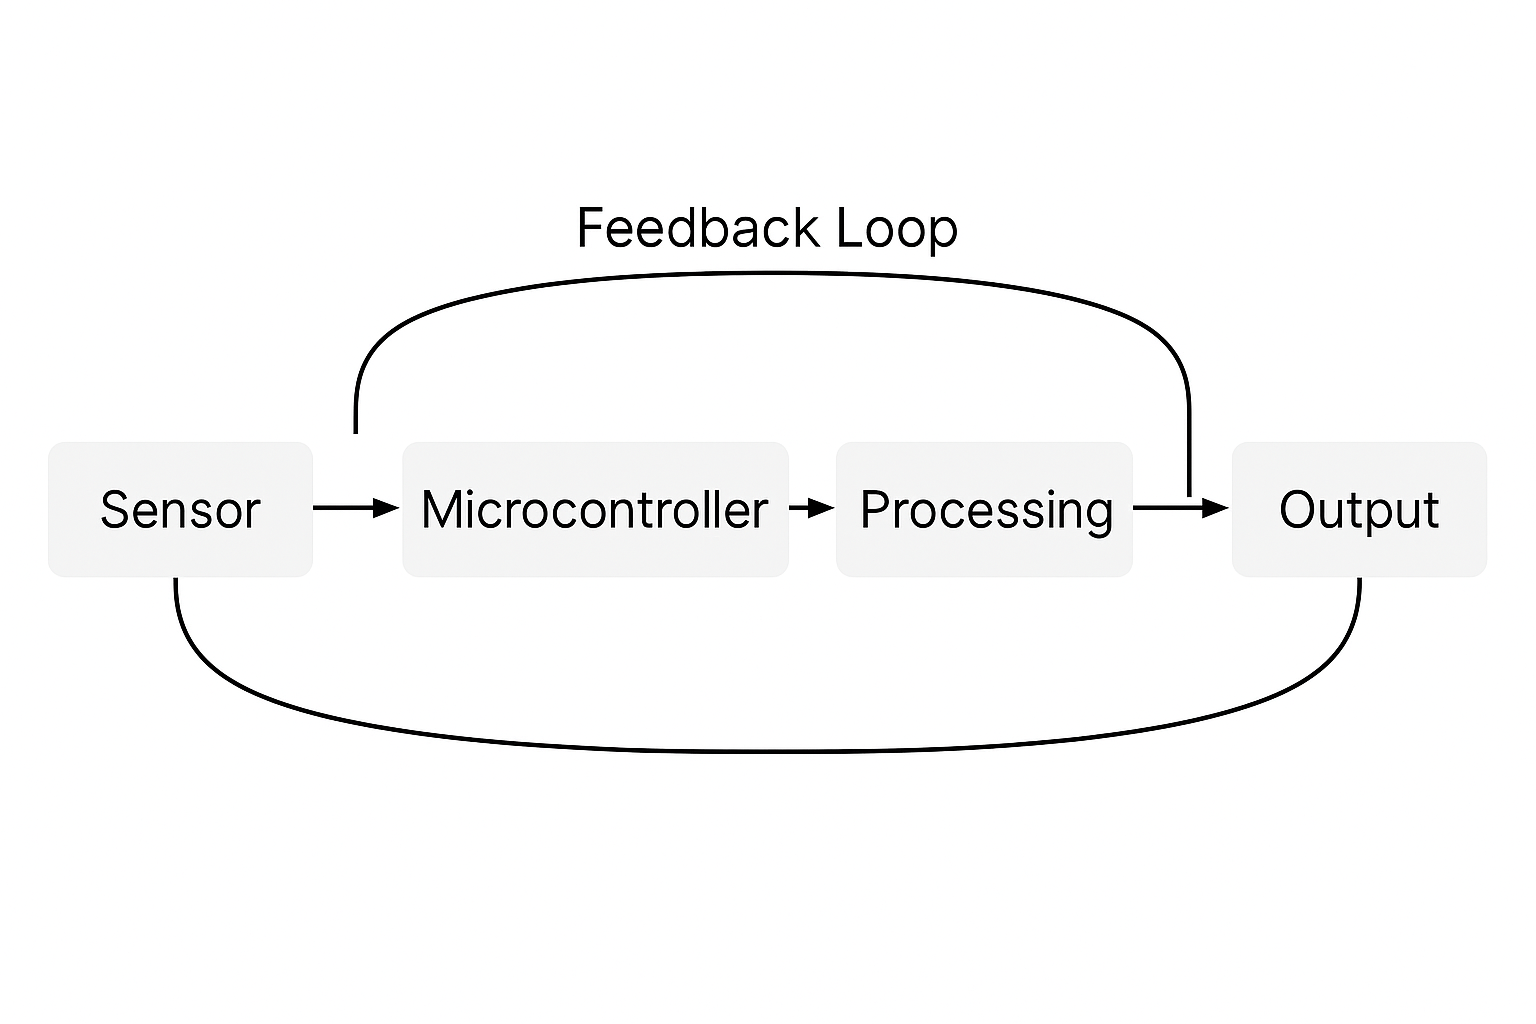 Feedback Loop
Sensor
Microcontroller
Processing
Output